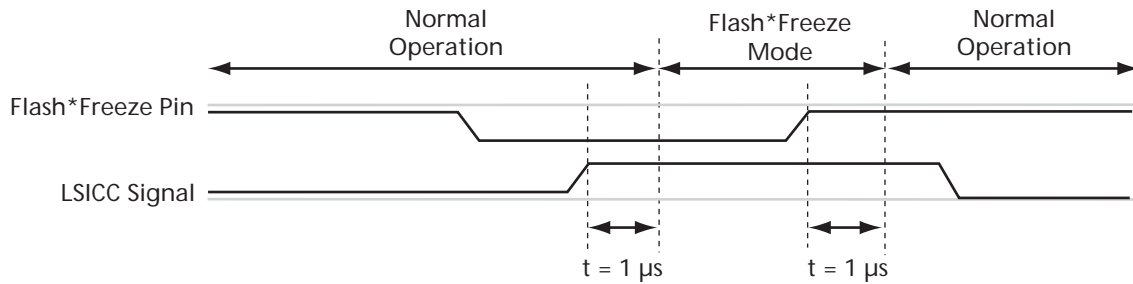 Normal
Operation
Flash*Freeze
Mode
Normal
Operation
Flash*Freeze Pin
LSICC Signal
t = 1 µs
t = 1 µs